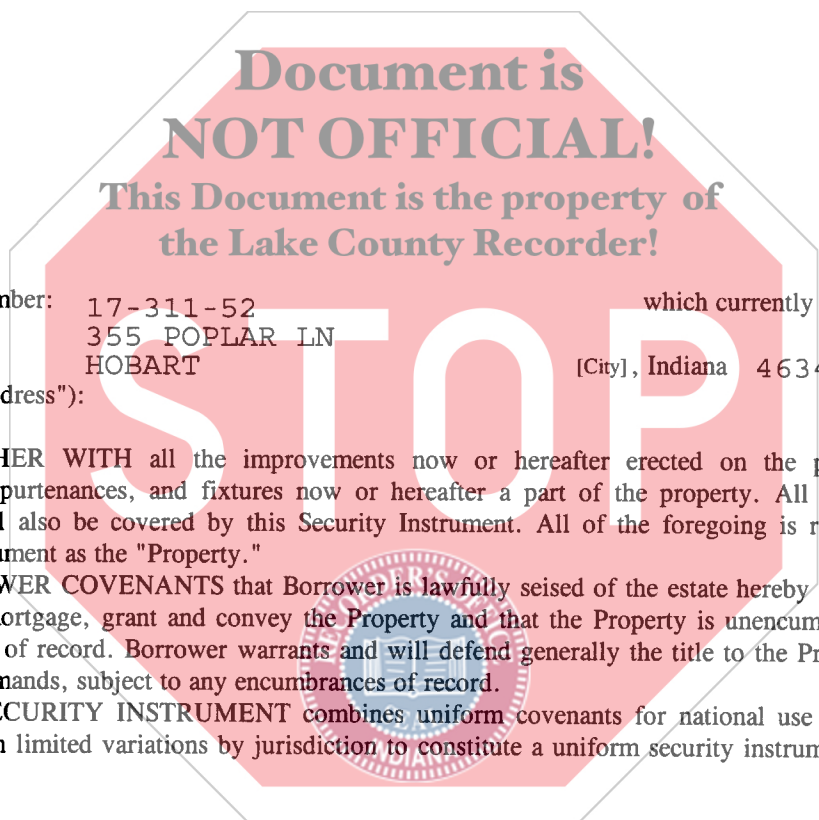 Document is
NOT OFFICIAL!
This Document is the property of
the Lake County Recorder!
mber: 17-311-52 which currently
355 POPLAR LN
HOBART [City], Indiana 4634
dress"):
HER WITH all the improvements now or hereafter erected on the p
purtenances, and fixtures now or hereafter a part of the property. All
l also be covered by this Security Instrument. All of the foregoing is r
ument as the "Property."
WER COVENANTS that Borrower is lawfully seised of the estate hereby
ortgage, grant and convey the Property and that the Property is unencum
of record. Borrower warrants and will defend generally the title to the Pr
mands, subject to any encumbrances of record.
ECURITY INSTRUMENT combines uniform covenants for national use
n limited variations by jurisdiction to constitute a uniform security instrum
STOP
RECORDER'S OFFIC
INDIANA